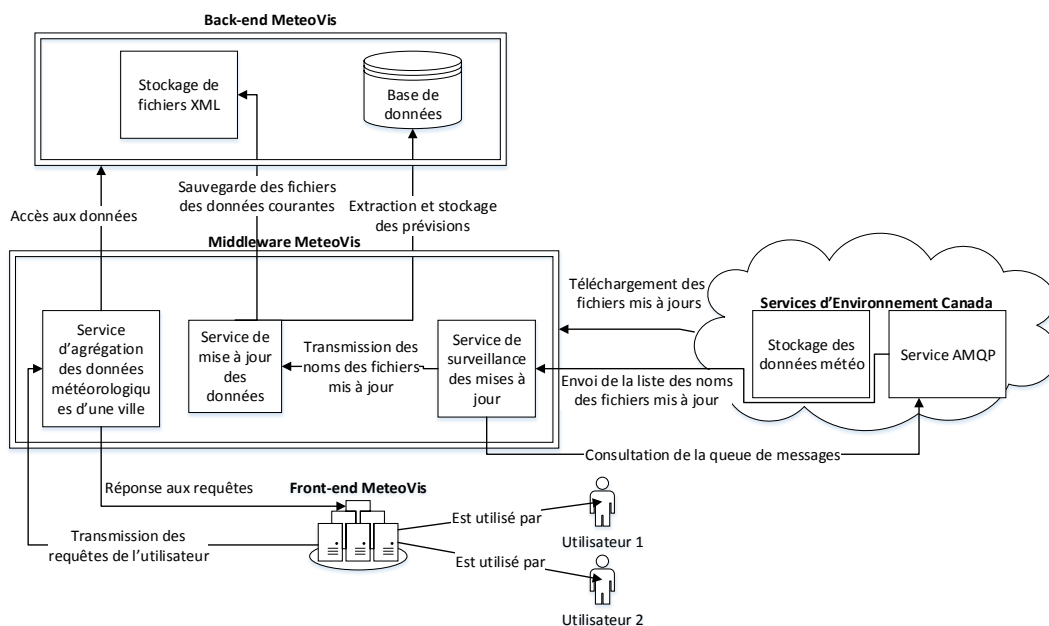 Back-end MeteoVis
Stockage de
fichiers XML
Base de
données
Accès aux données
Sauvegarde des fichiers
des données courantes
Extraction et stockage
des prévisions
Middleware MeteoVis
Service
d'agrégation
des données
météorologiqu
es d'une ville
Service de
mise à jour
des
données
Transmission des
noms des fichiers
mis à jour
Service de
surveillance
des mises à
jour
Téléchargement des
fichiers mis à jours
Envoi de la liste des noms
des fichiers mis à jour
Services d'Environement Canada
Stockage des
données météo
Service AMQP
Consultation de la queue de messages
Réponse aux requêtes
Transmission des
requêtes de l'utilisateur
Front-end MeteoVis
Est utilisé par
Utilisateur 1
Est utilisé par
Utilisateur 2